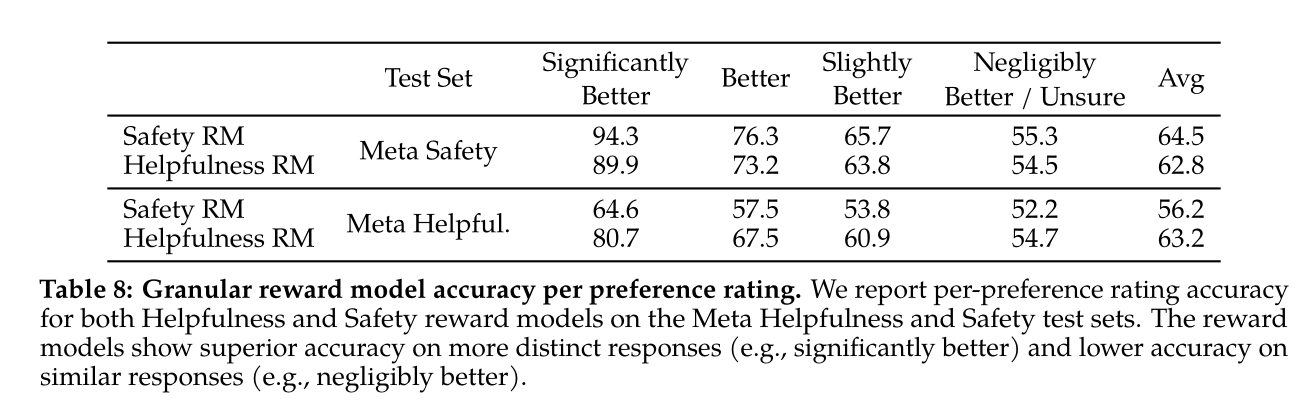 Test Set Significantly Better Better Slightly Better Negligibly Better / Unsure Avg
Safety RM Meta Safety 94.3 76.3 65.7 55.3 64.5
Helpfulness RM 89.9 73.2 63.8 54.5 62.8
Safety RM Meta Helpful. 64.6 57.5 53.8 52.2 56.2
Helpfulness RM 80.7 67.5 60.9 54.7 63.2
Table 8: Granular reward model accuracy per preference rating. We report per-preference rating accuracy
for both Helpfulness and Safety reward models on the Meta Helpfulness and Safety test sets. The reward
models show superior accuracy on more distinct responses (e.g., significantly better) and lower accuracy on
similar responses (e.g., negligibly better).